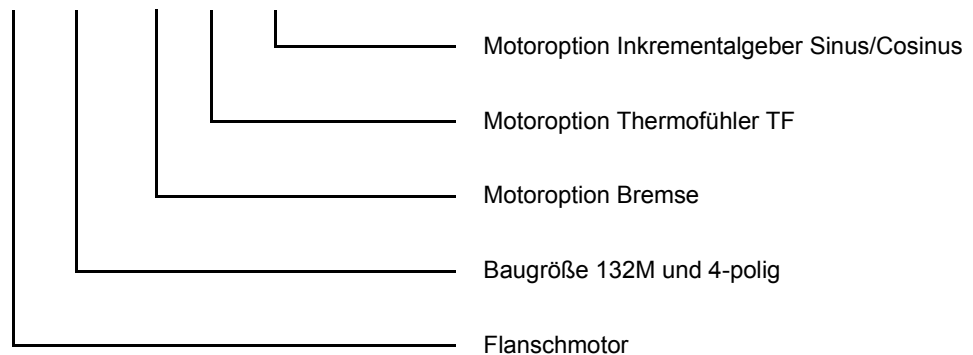 Motoroption Inkrementalgeber Sinus/Cosinus
Motoroption Thermofühler TF
Motoroption Bremse
Baugröße 132M und 4-polig
Flanschmotor